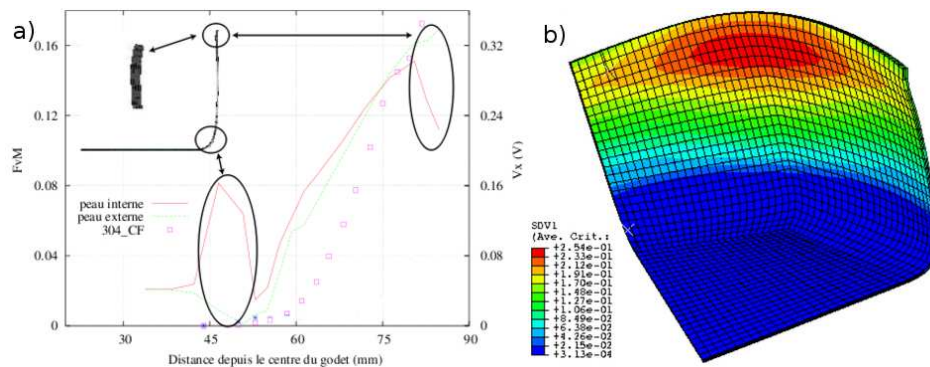 a)
0.16
0.12
0.08
0.04
0
FvM
peau interne
peau externe
304_CF
0.32
0.24
0.16
0.08
0
Vx (V)
30
45
60
75
90
Distance depuis le centre du godet (mm)
b)
SDV1
(Ave. Crit.:
+2.54e-01
+2.33e-01
+2.12e-01
+1.91e-01
+1.70e-01
+1.48e-01
+1.27e-01
+1.06e-01
+8.49e-02
+6.38e-02
+4.26e-02
+2.15e-02
+3.13e-04